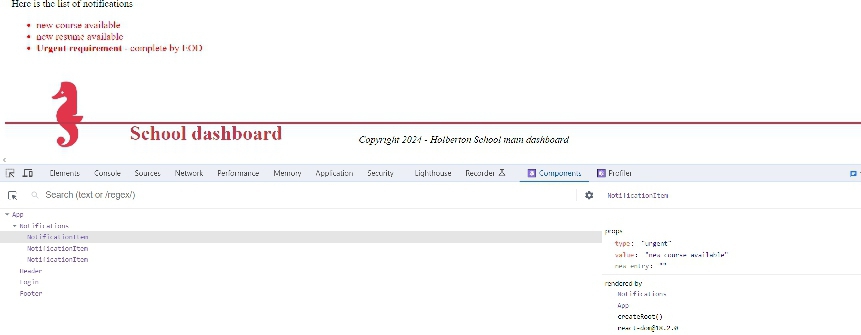 Here is the list of notifications
new course available
new resume available
Urgent requirement - complete by EOD
School dashboard
Copyright 2024 - Holberton School main dashboard
Elements Console Sources Network Performance Memory Application Security Lighthouse Recorder Components Profiler
Search (text or /regex/)
NotificationItem
App
Notifications
NotificationItem
NotificationItem
NotificationItem
Header
Login
Footer
props
type: "urgent"
value: "new course available"
new entry: ""
rendered by
Notifications
App
createRoot()
react-dom@18.2.0